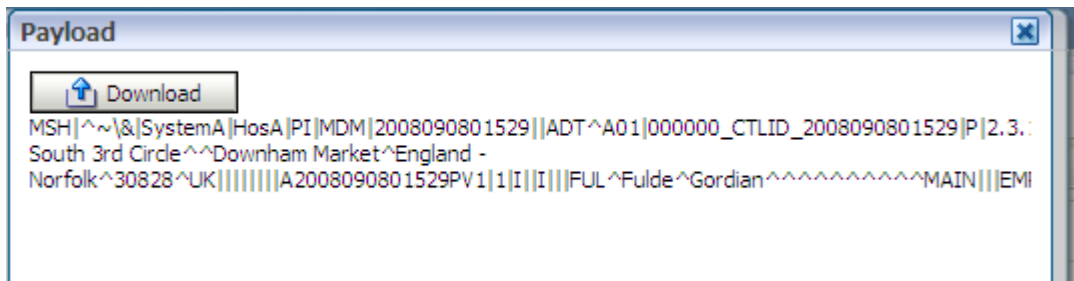 Payload
Download
MSH|^~\&|SystemA|HosA|PI|MDM|2008090801529||ADT^A01|000000_CTLID_2008090801529|P|2.3.
South 3rd Circle^^Downham Market^England -
Norfolk^30828^UK|||||||||A2008090801529PV1|1|I||I|||FUL^Fulde^Gordian^^^^^^^^^^MAIN|||EM